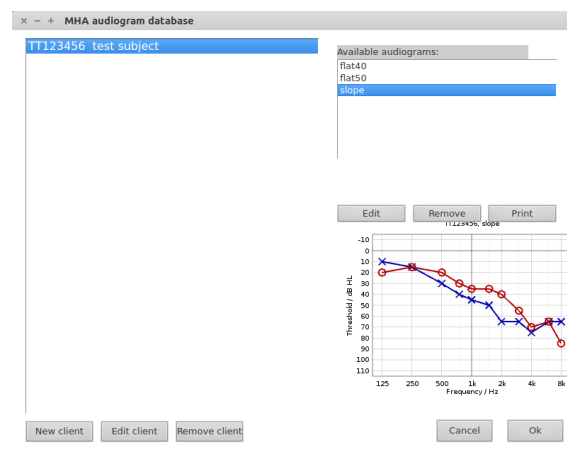 × − + MHA audiogram database
TT123456 test subject
Available audiograms:
flat40
flat50
slope
Edit Remove Print
TT123456, slope
-10
0
10
20
30
40
50
60
70
80
90
100
110
Threshold / dB HL
125 250 500 1k 2k 4k 8k
Frequency / Hz
New client Edit client Remove client Cancel Ok